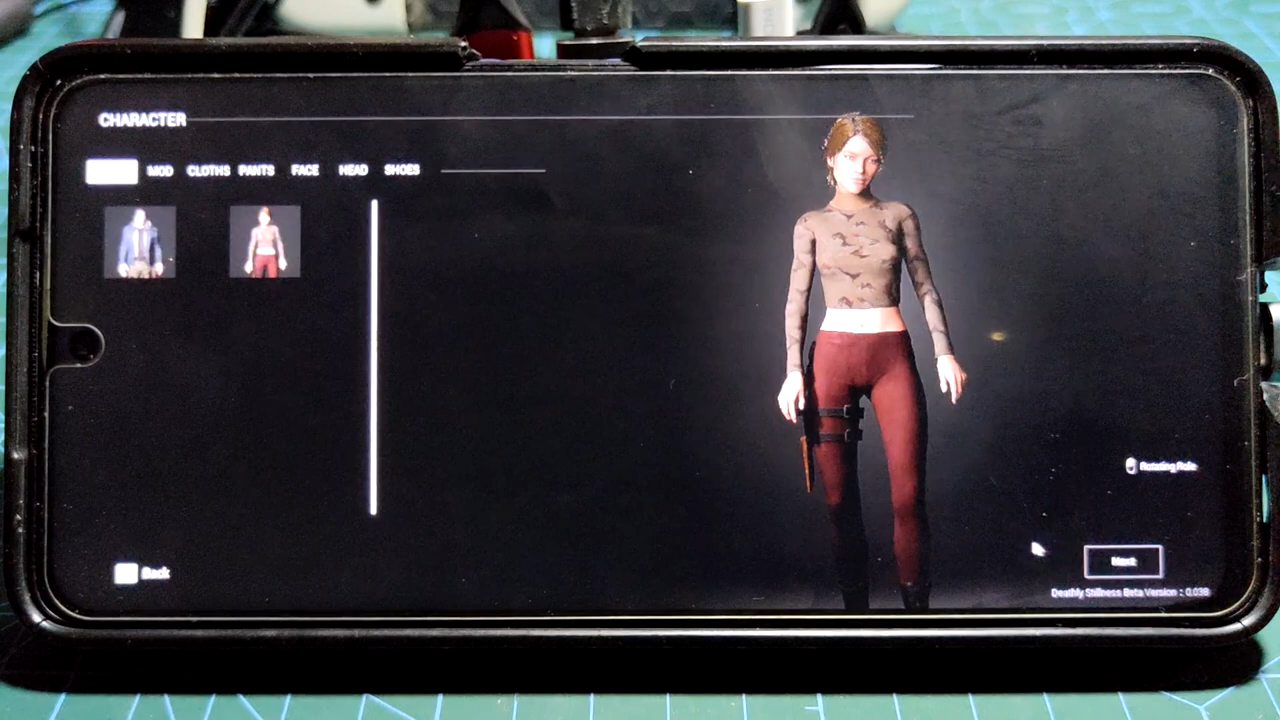 CHARACTER
MOD CLOTHS PANTS FACE HEAD SHOES
Rotating Role
Back
Next
Deathly Stillness Beta Version : 0.038